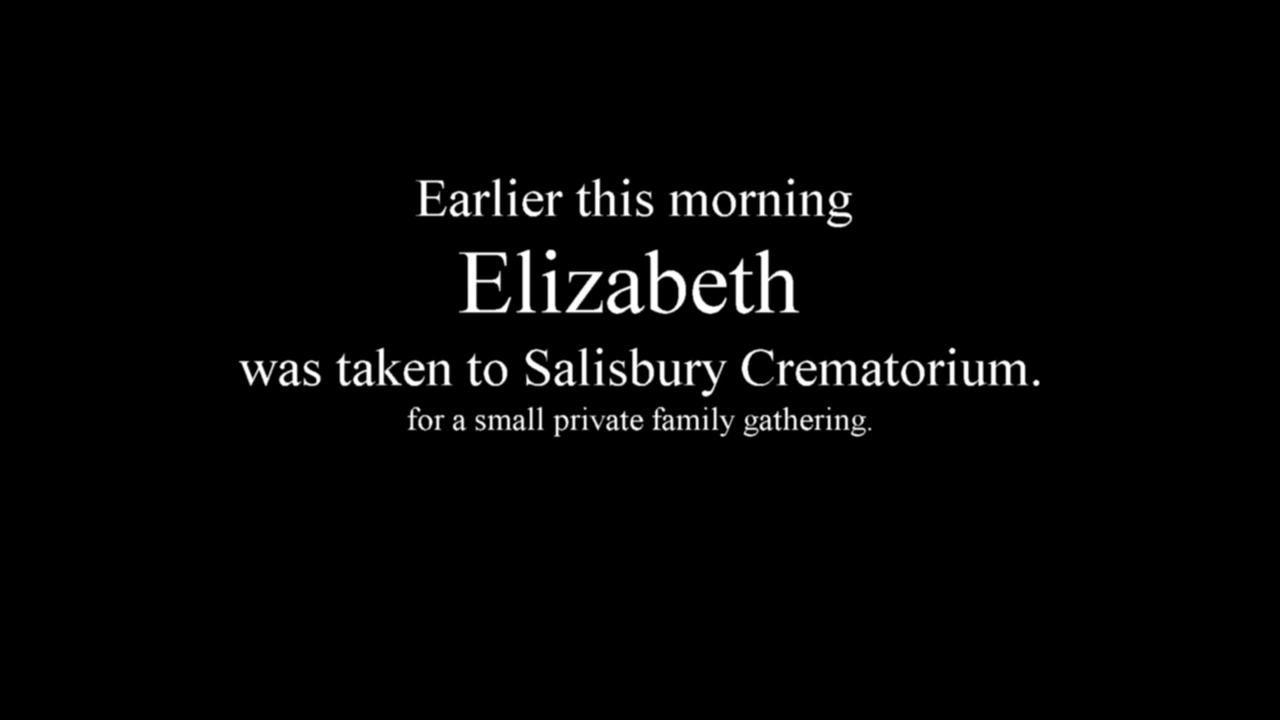 Earlier this morning
Elizabeth
was taken to Salisbury Crematorium.
for a small private family gathering.